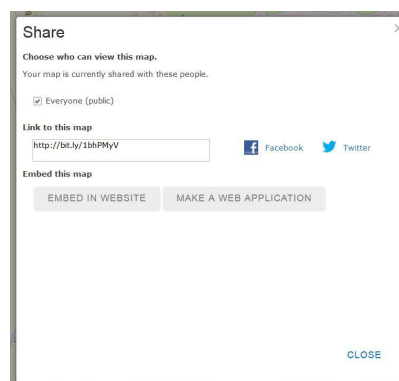 Share
Choose who can view this map.
Your map is currently shared with these people.
Everyone (public)
Link to this map
http://bit.ly/1bhPMyV
Facebook Twitter
Embed this map
EMBED IN WEBSITE MAKE A WEB APPLICATION
CLOSE